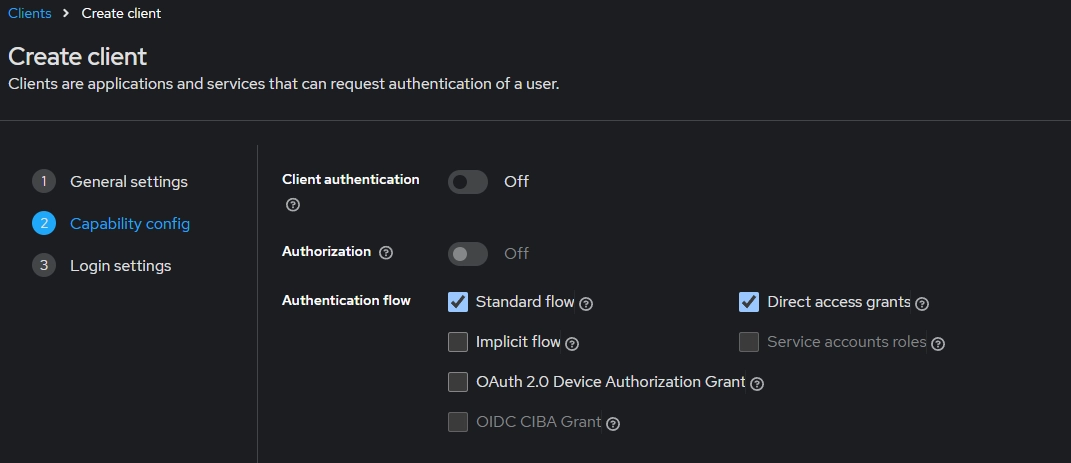 Clients > Create client
Create client
Clients are applications and services that can request authentication of a user.
1 General settings
2 Capability config
3 Login settings
Client authentication Off
Authorization Off
Authentication flow Standard flow Direct access grants
Implicit flow Service accounts roles
OAuth 2.0 Device Authorization Grant
OIDC CIBA Grant